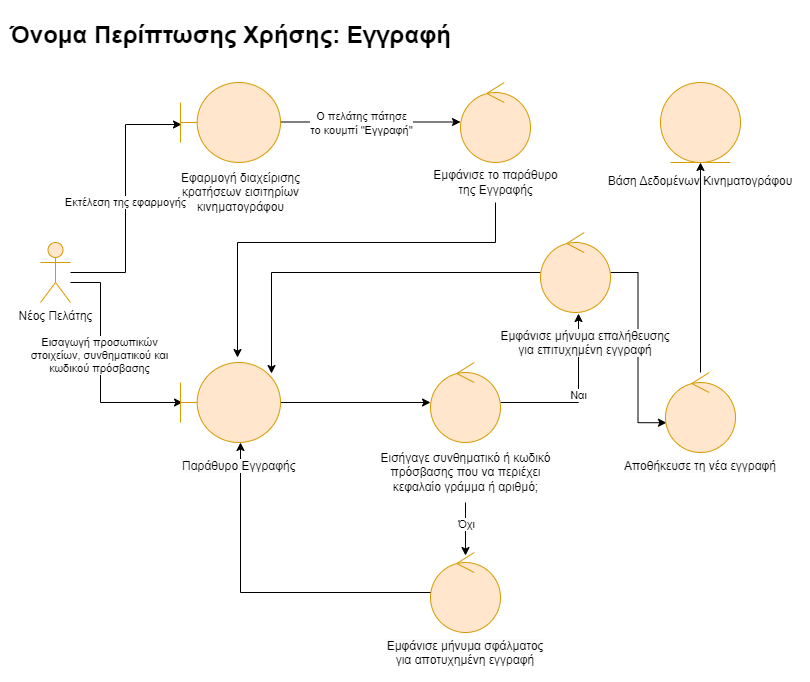 Όνομα Περίπτωσης Χρήσης: Εγγραφή
Ο πελάτης πάτησε
το κουμπί "Εγγραφή"
Εφαρμογή διαχείρισης
κρατήσεων εισιτηρίων
κινηματογράφου
Εμφάνισε το παράθυρο
της Εγγραφής
Βάση Δεδομένων Κινηματογράφου
Εκτέλεση της εφαρμογής
Νέος Πελάτης
Εισαγωγή προσωπικών
στοιχείων, συνθηματικού και
κωδικού πρόσβασης
Εμφάνισε μήνυμα επαλήθευσης
για επιτυχημένη εγγραφή
Ναι
Παράθυρο Εγγραφής
Εισήγαγε συνθηματικό ή κωδικό
πρόσβασης που να περιέχει
κεφαλαίο γράμμα ή αριθμό;
Αποθήκευσε τη νέα εγγραφή
Όχι
Εμφάνισε μήνυμα σφάλματος
για αποτυχημένη εγγραφή